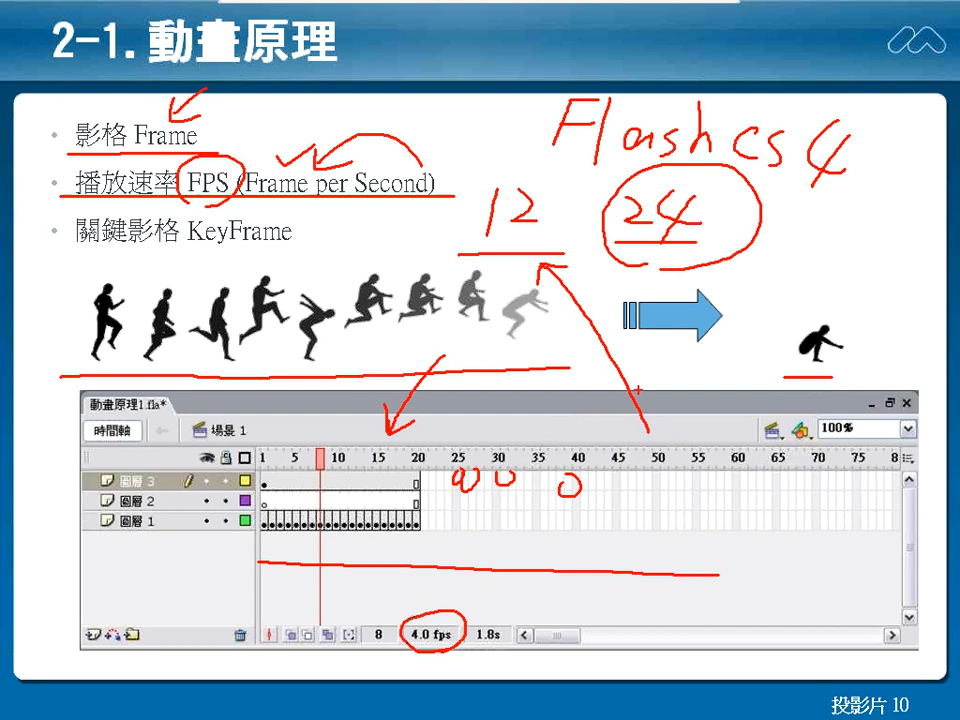 2-1.動畫原理
• 影格 Frame
• 播放速率 FPS (Frame per Second)
• 關鍵影格 KeyFrame
Flash CS 4
12 24
動畫原理1.fla*
時間軸 場景 1 100%
1 5 10 15 20 25 30 35 40 45 50 55 60 65 70 75 8
圖層 3
圖層 2
圖層 1
8 4.0 fps 1.8s
投影片 10